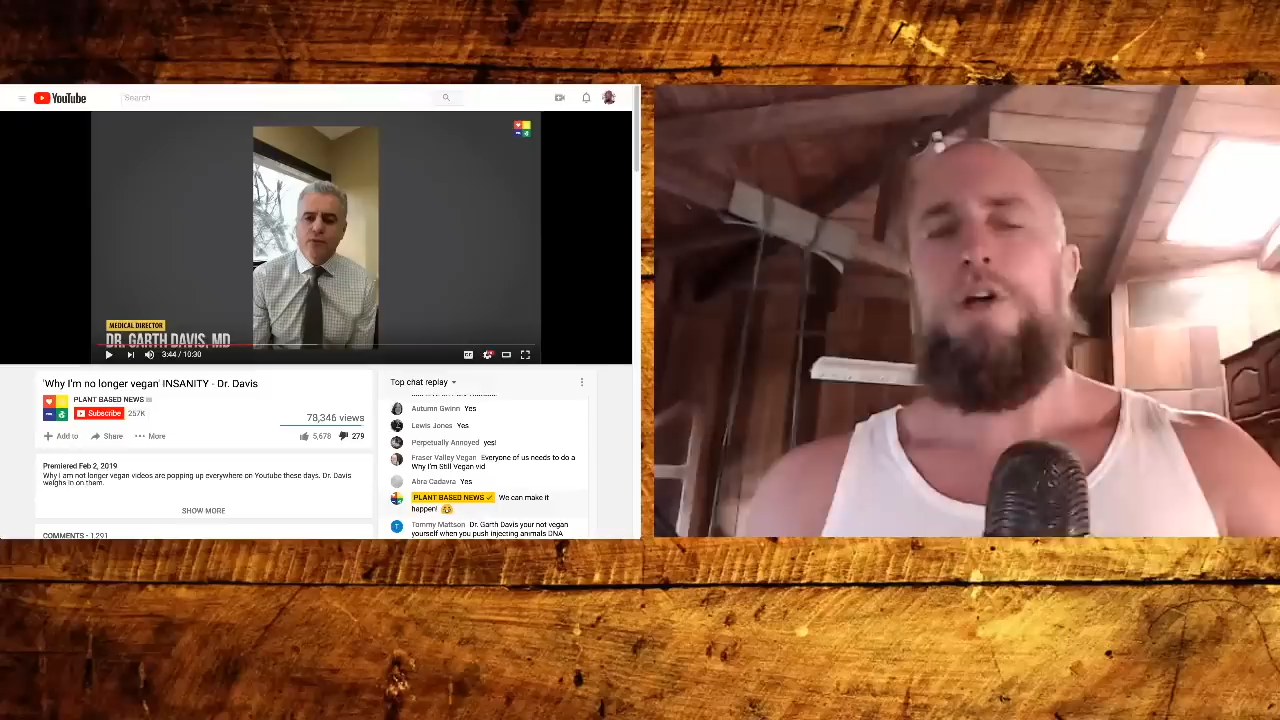 YouTube
Search
MEDICAL DIRECTOR
DR. GARTH DAVIS, MD
3:44 / 10:30
'Why I'm no longer vegan' INSANITY - Dr. Davis
PLANT BASED NEWS
Subscribe 257K
78,346 views
Add to Share More
5,678 279
Premiered Feb 2, 2019
Why I am not longer vegan videos are popping up everywhere on Youtube these days. Dr. Davis
weighs in on them.
SHOW MORE
COMMENTS • 1,291
Top chat replay
Autumn Gwinn Yes
Lewis Jones Yes
Perpetually Annoyed yes!
Fraser Valley Vegan Everyone of us needs to do a
Why I'm Still Vegan vid
Abra Cadavra Yes
PLANT BASED NEWS We can make it
happen!
Tommy Mattson Dr. Garth Davis your not vegan
yourself when you push injecting animals DNA